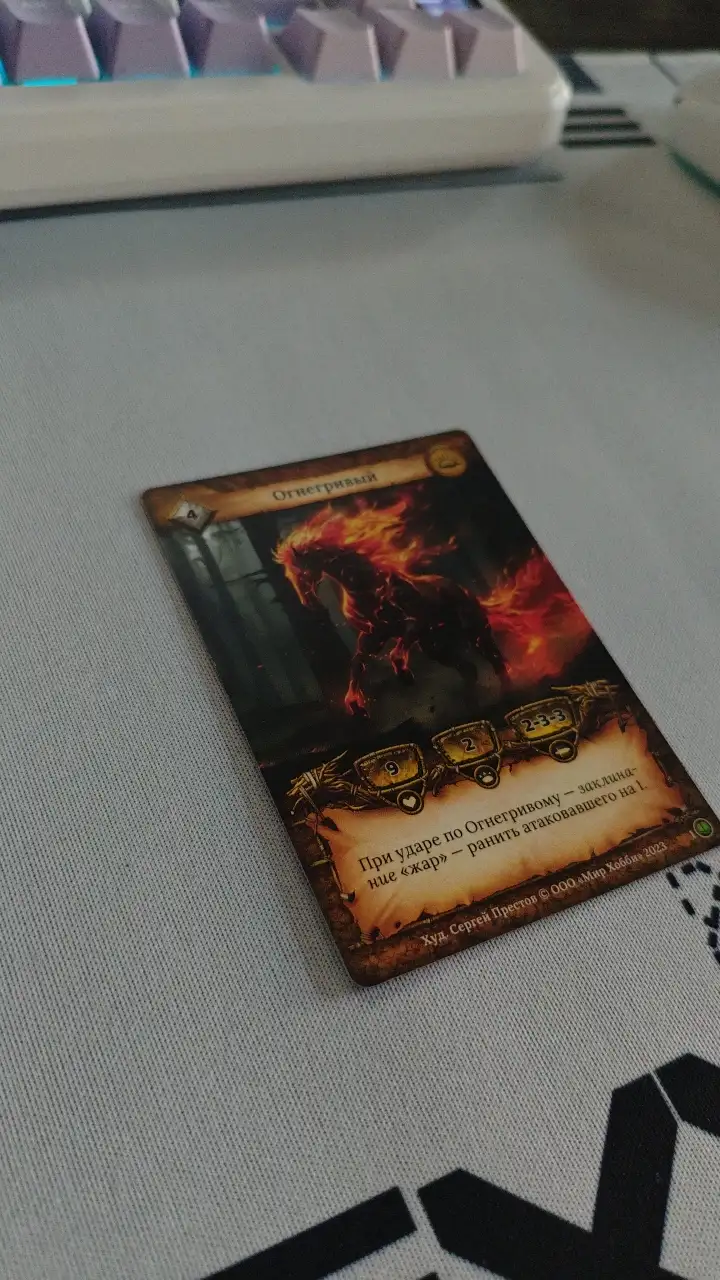 Огнегривый
4
9
2
2-3-3
При ударе по Огнегривому — заклина-
ние «жар» — ранить атаковавшего на 1.
Худ. Сергей Престов © ООО «Мир Хобби» 2023